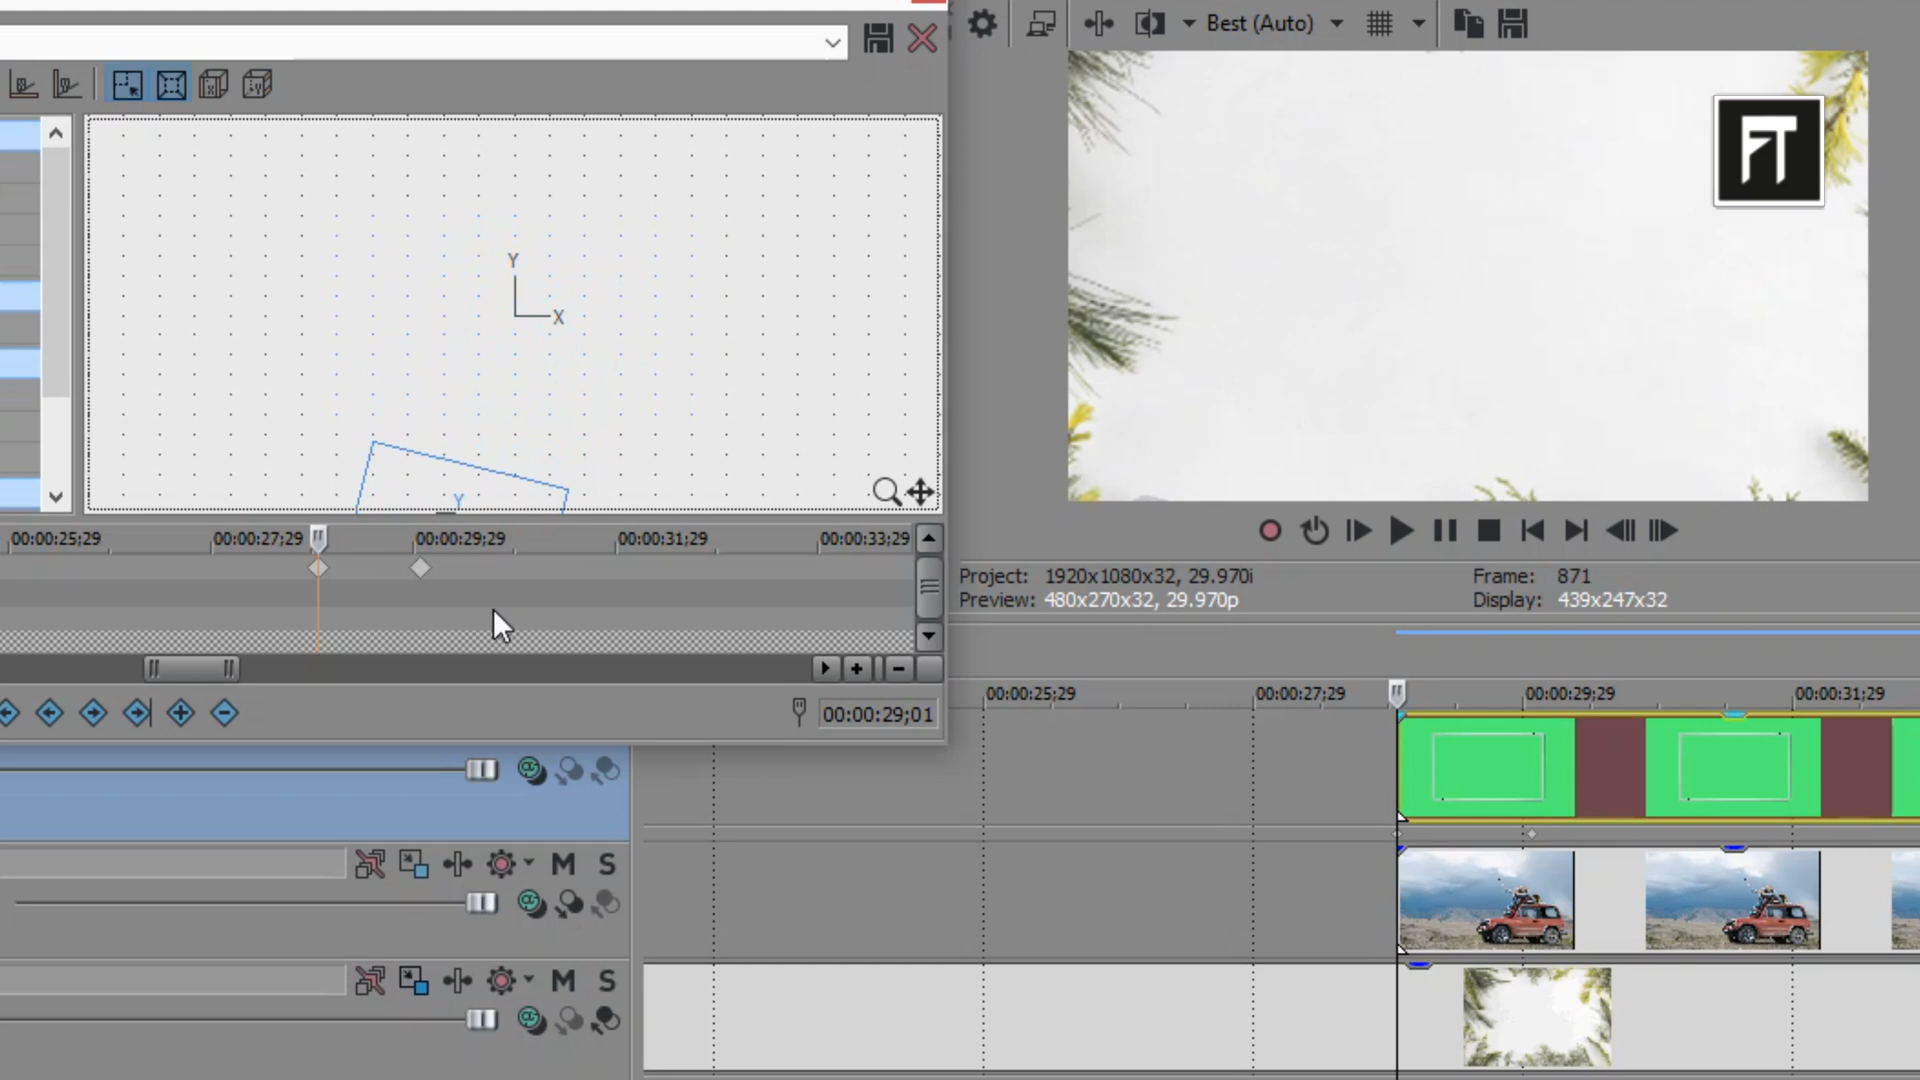 Best (Auto)
FT
Y
X
Y
00:00:25;29
00:00:27;29
00:00:29;29
00:00:31;29
00:00:33;29
Project: 1920x1080x32, 29.970i
Frame: 871
Preview: 480x270x32, 29.970p
Display: 439x247x32
00:00:29;01
00:00:25;29
00:00:27;29
00:00:29;29
00:00:31;29
M S
M S